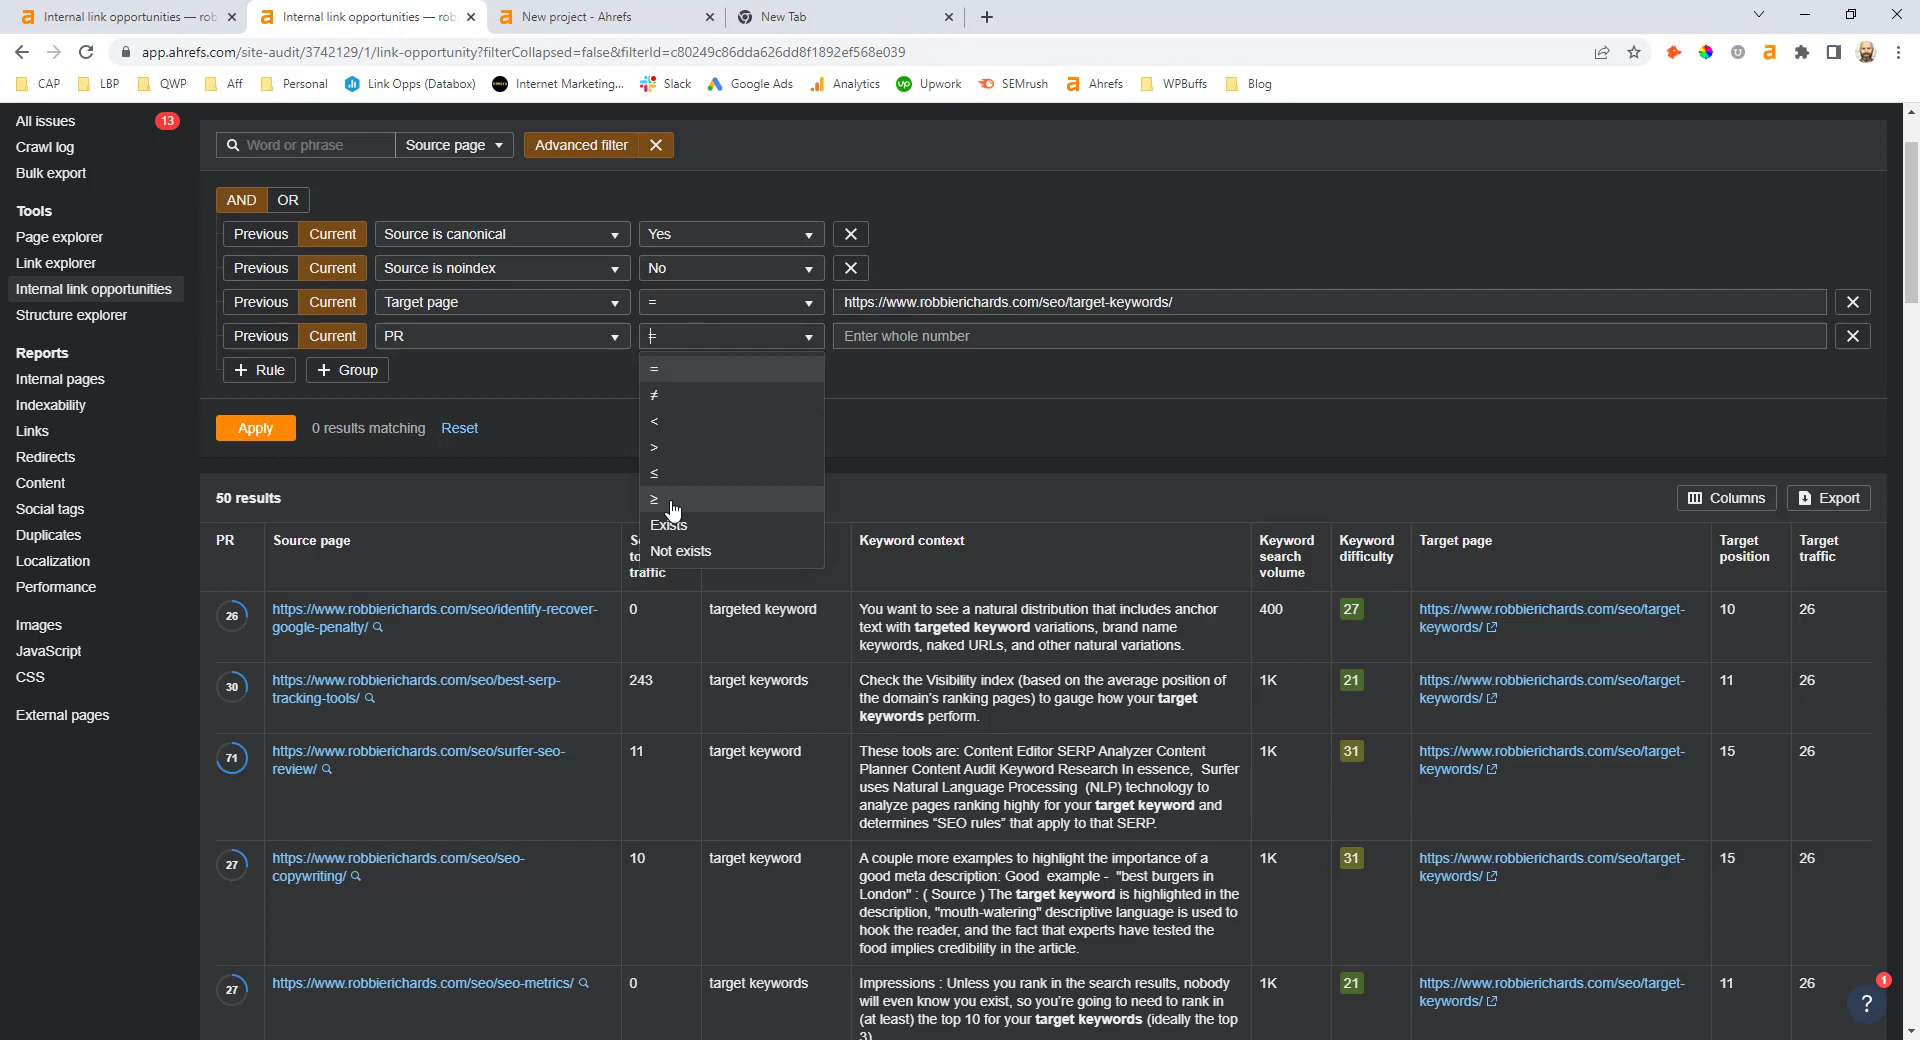 Internal link opportunities — rob
Internal link opportunities — rob
New project - Ahrefs
New Tab
app.ahrefs.com/site-audit/3742129/1/link-opportunity?filterCollapsed=false&filterId=c80249c86dda626dd8f1892ef568e039
CAP LBP QWP Aff Personal Link Opps (Databox) Internet Marketing... Slack Google Ads Analytics Upwork SEMrush Ahrefs WPBuffs Blog
All issues 13
Crawl log
Bulk export
Tools
Page explorer
Link explorer
Internal link opportunities
Structure explorer
Reports
Internal pages
Indexability
Links
Redirects
Content
Social tags
Duplicates
Localization
Performance
Images
JavaScript
CSS
External pages
Word or phrase Source page Advanced filter
AND OR
Previous Current Source is canonical Yes
Previous Current Source is noindex No
Previous Current Target page = https://www.robbierichards.com/seo/target-keywords/
Previous Current PR = Enter whole number
+ Rule + Group
=
≠
<
>
≤
≥
Exists
Not exists
Apply 0 results matching Reset
50 results Columns Export
PR
Source page
traffic
Keyword context
Keyword
search
volume
Keyword
difficulty
Target page
Target
position
Target
traffic
26
https://www.robbierichards.com/seo/identify-recover-
google-penalty/
0
targeted keyword
You want to see a natural distribution that includes anchor
text with targeted keyword variations, brand name
keywords, naked URLs, and other natural variations.
400
27
https://www.robbierichards.com/seo/target-
keywords/
10
26
30
https://www.robbierichards.com/seo/best-serp-
tracking-tools/
243
target keywords
Check the Visibility index (based on the average position of
the domain's ranking pages) to gauge how your target
keywords perform.
1K
21
https://www.robbierichards.com/seo/target-
keywords/
11
26
71
https://www.robbierichards.com/seo/surfer-seo-
review/
11
target keyword
These tools are: Content Editor SERP Analyzer Content
Planner Content Audit Keyword Research In essence, Surfer
uses Natural Language Processing (NLP) technology to
analyze pages ranking highly for your target keyword and
determines “SEO rules” that apply to that SERP.
1K
31
https://www.robbierichards.com/seo/target-
keywords/
15
26
27
https://www.robbierichards.com/seo/seo-
copywriting/
10
target keyword
A couple more examples to highlight the importance of a
good meta description: Good example - "best burgers in
London" : ( Source ) The target keyword is highlighted in the
description, "mouth-watering" descriptive language is used to
hook the reader, and the fact that experts have tested the
food implies credibility in the article.
1K
31
https://www.robbierichards.com/seo/target-
keywords/
15
26
27
https://www.robbierichards.com/seo/seo-metrics/
0
target keywords
Impressions : Unless you rank in the search results, nobody
will even know you exist, so you're going to need to rank in
(at least) the top 10 for your target keywords (ideally the top
1K
21
https://www.robbierichards.com/seo/target-
keywords/
11
26
1
?